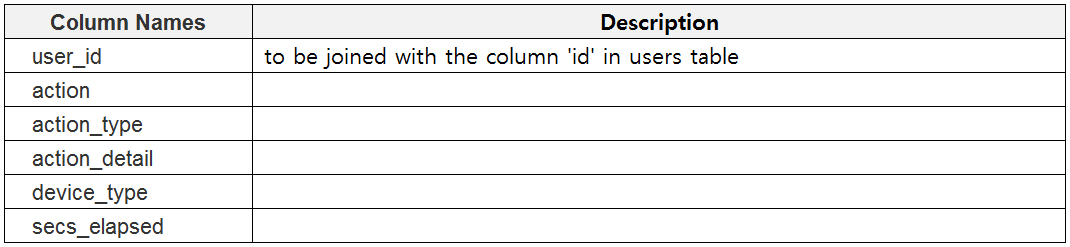 Column Names Description
user_id to be joined with the column 'id' in users table
action
action_type
action_detail
device_type
secs_elapsed